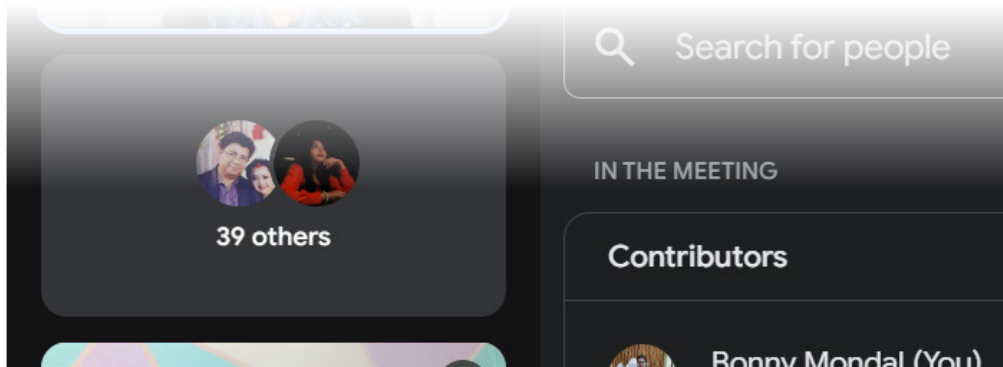 39 others
Search for people
IN THE MEETING
Contributors
Bonny Mondal (You)